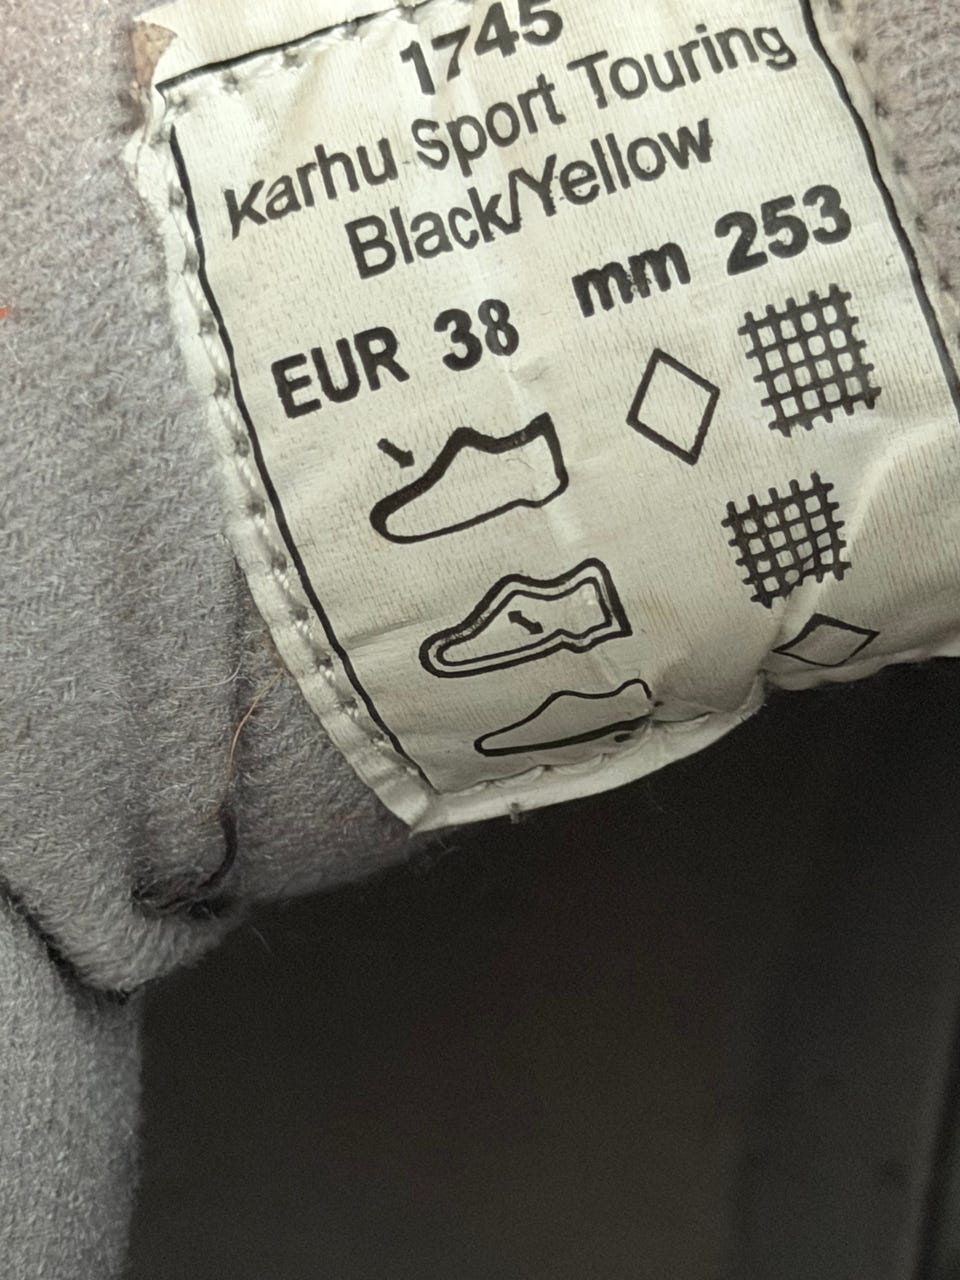 1745
Karhu Sport Touring
Black/Yellow
EUR 38 mm 253